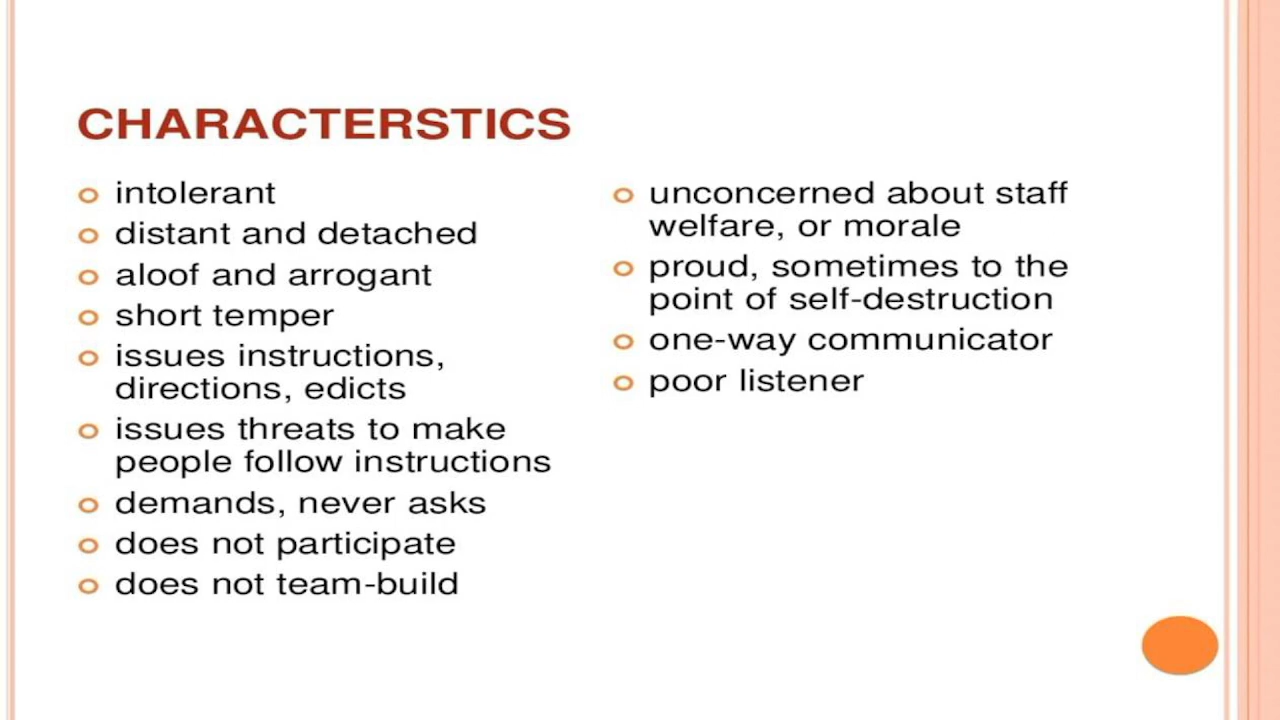 CHARACTERSTICS
intolerant
distant and detached
aloof and arrogant
short temper
issues instructions,
directions, edicts
issues threats to make
people follow instructions
demands, never asks
does not participate
does not team-build
unconcerned about staff
welfare, or morale
proud, sometimes to the
point of self-destruction
one-way communicator
poor listener